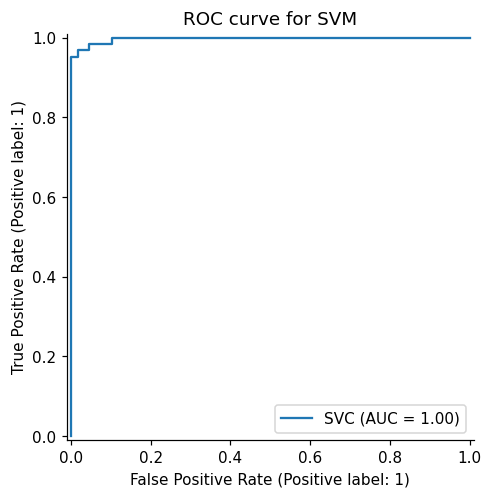 ROC curve for SVM
True Positive Rate (Positive label: 1)
1.0
0.8
0.6
0.4
0.2
0.0
SVC (AUC = 1.00)
0.0 0.2 0.4 0.6 0.8 1.0
False Positive Rate (Positive label: 1)